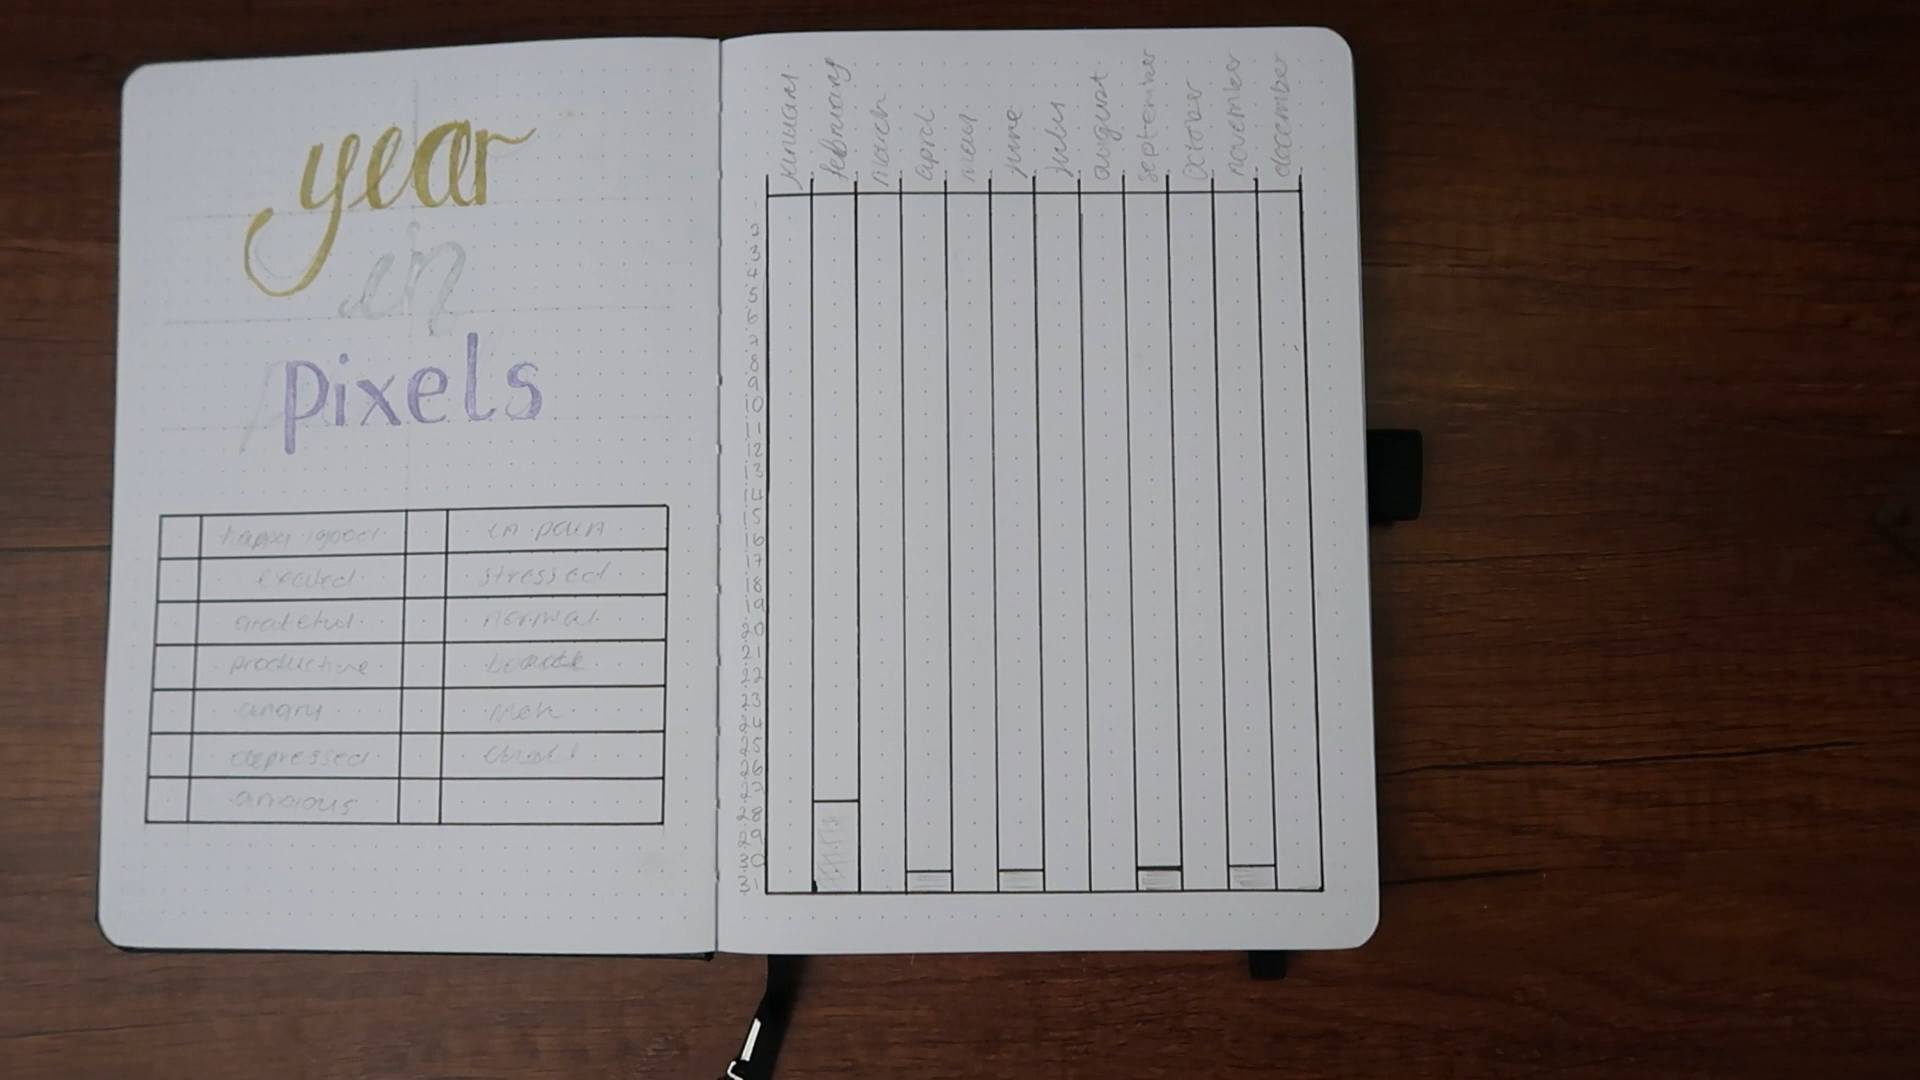 year
in
pixels
happy / good
in pain
excited
stressed
grateful
normal
productive
angry
meh
depressed
anxious
january
february
march
april
may
june
july
august
september
october
november
december
2
3
4
5
6
7
8
9
10
11
12
13
14
15
16
17
18
19
20
21
22
23
24
25
26
27
28
29
30
31